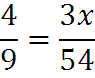 4/9 = 3x/54